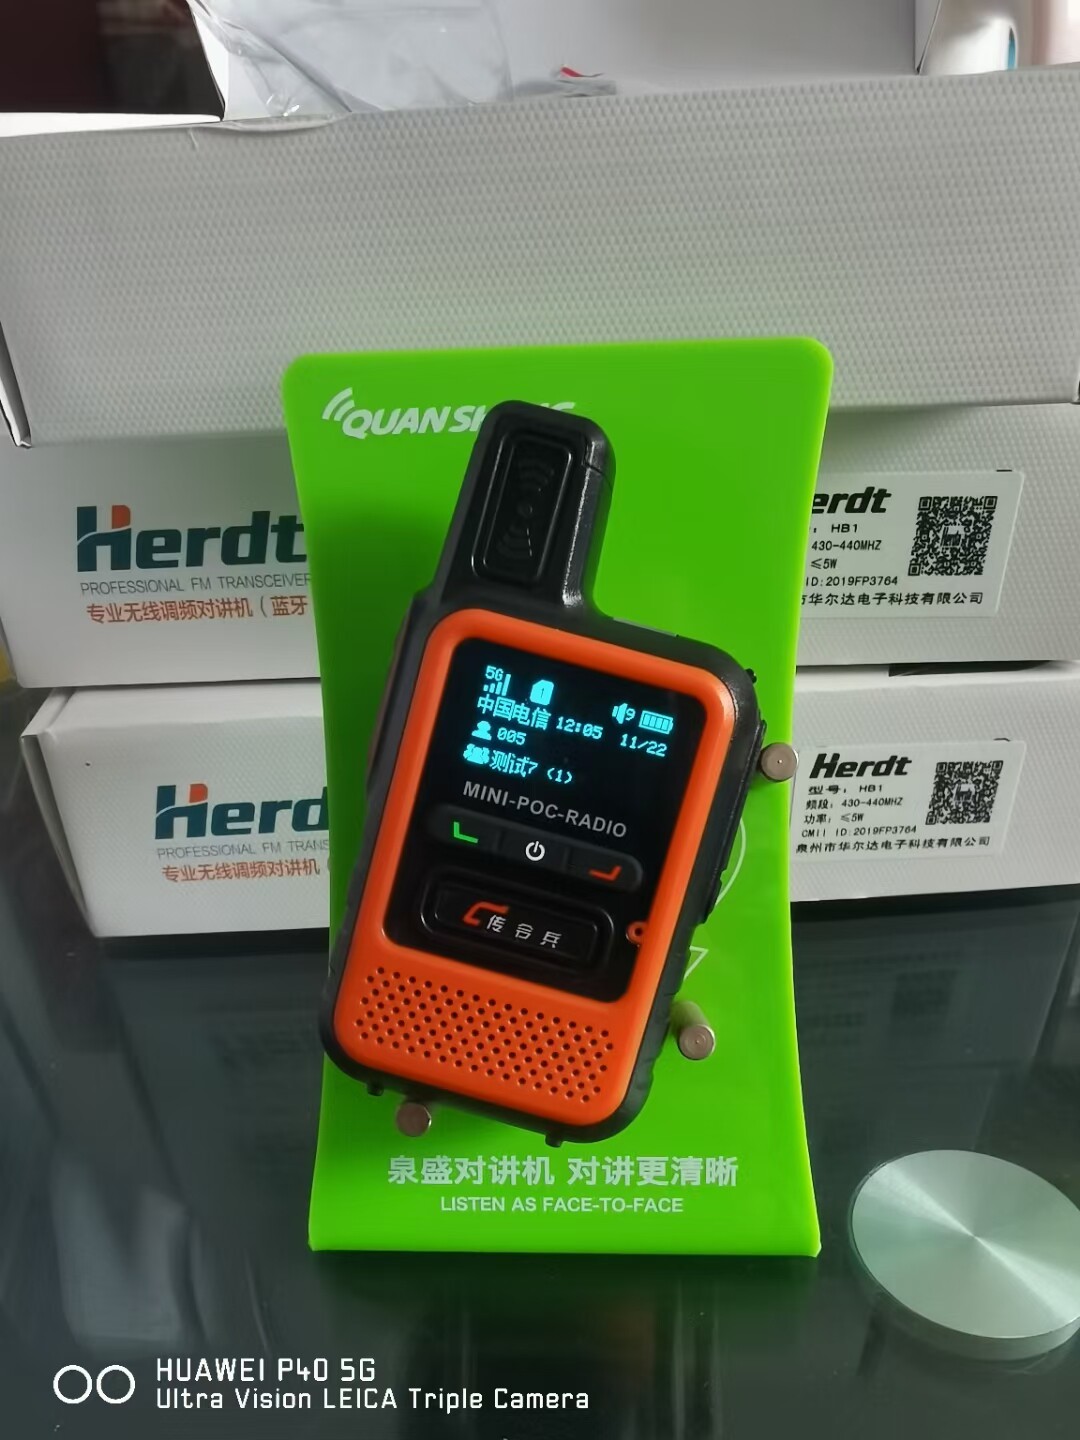 QUANSH
Herdt
PROFESSIONAL FM TRANSCEIVER
专业无线调频对讲机（蓝牙
erdt
: HB1
430-440MHZ
≤5W
ID:2019FP3764
市华尔达电子科技有限公司
5G
1
9
中国电信 12:05
11/22
005
测试7 (1)
MINI-POC-RADIO
传令兵
Herd
PROFESSIONAL FM TRANS
专业无线调频对讲机（
Herdt
型号: HB1
频段: 430-440MHZ
功率: ≤5W
CMII ID:2019FP3764
泉州市华尔达电子科技有限公司
泉盛对讲机 对讲更清晰
LISTEN AS FACE-TO-FACE
HUAWEI P40 5G
Ultra Vision LEICA Triple Camera